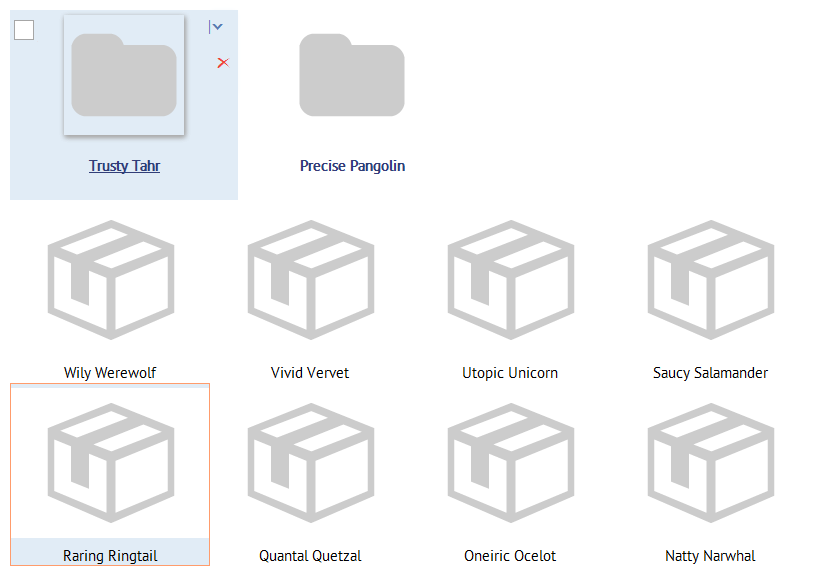 Trusty Tahr
Precise Pangolin
Wily Werewolf
Vivid Vervet
Utopic Unicorn
Saucy Salamander
Raring Ringtail
Quantal Quetzal
Oneiric Ocelot
Natty Narwhal